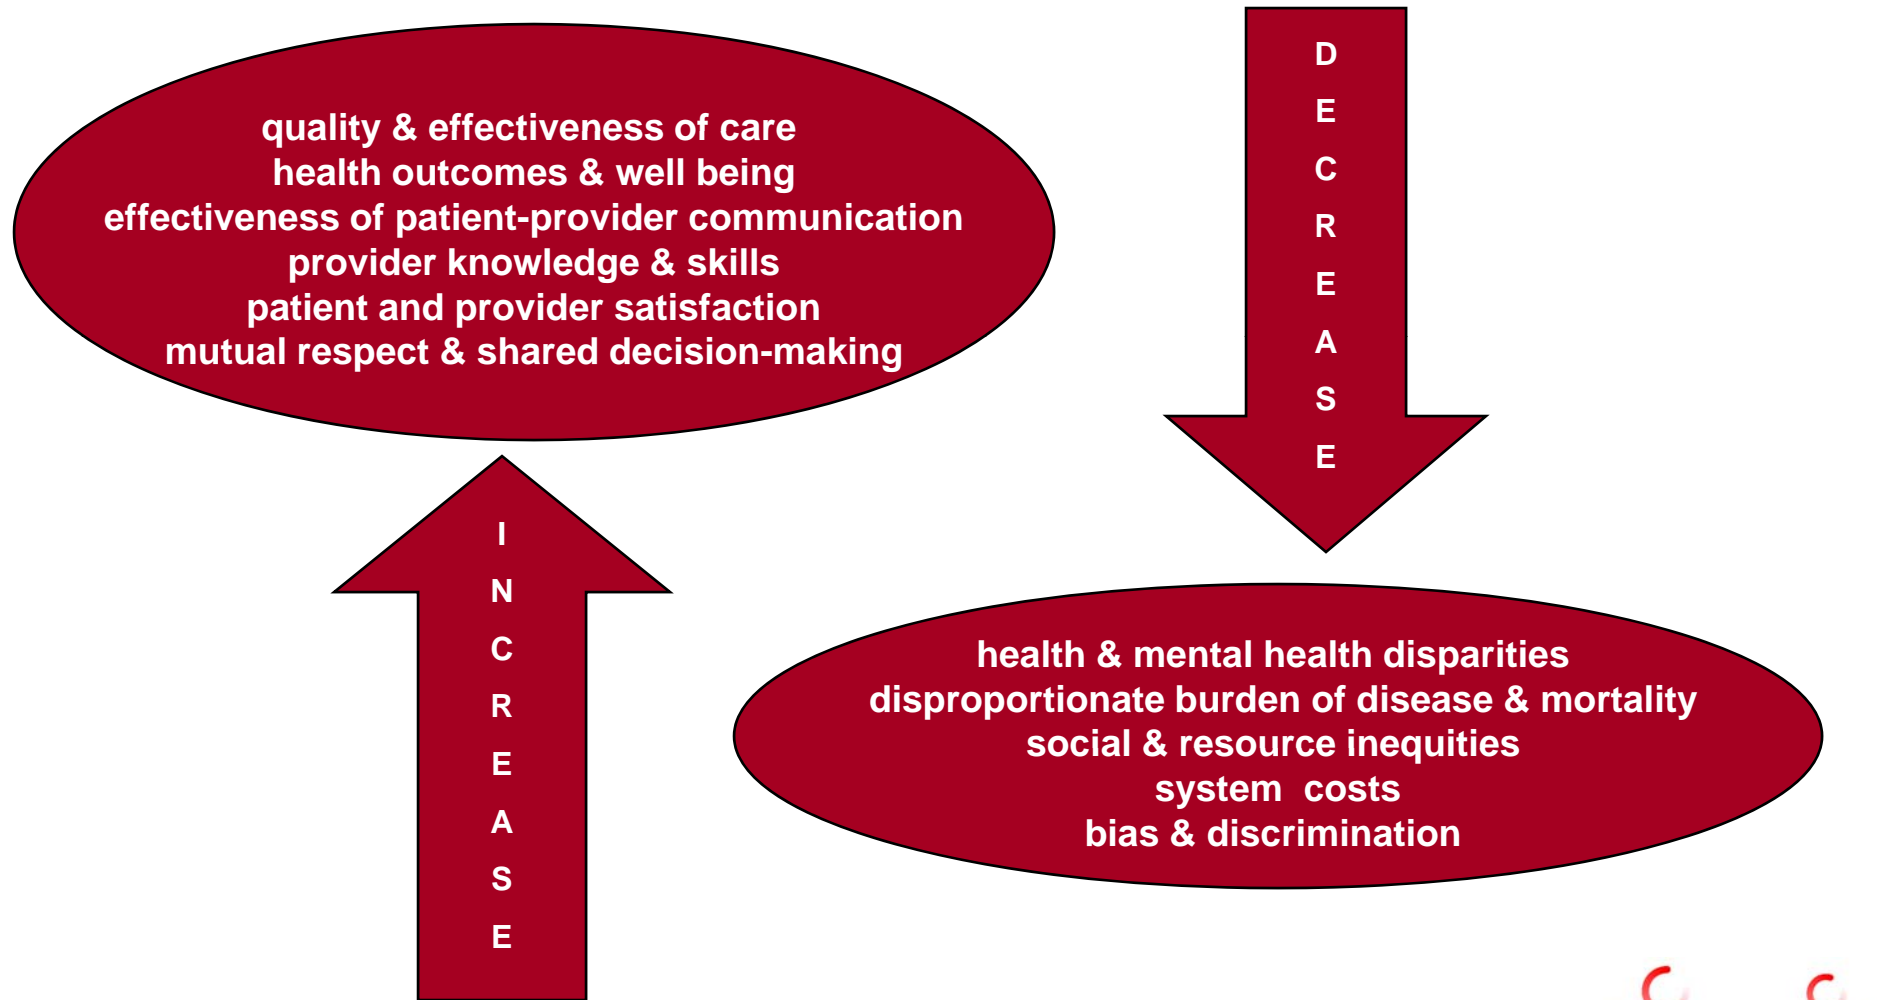 quality & effectiveness of care
health outcomes & well being
effectiveness of patient-provider communication
provider knowledge & skills
patient and provider satisfaction
mutual respect & shared decision-making
INCREASE
DECREASE
health & mental health disparities
disproportionate burden of disease & mortality
social & resource inequities
system  costs
bias & discrimination